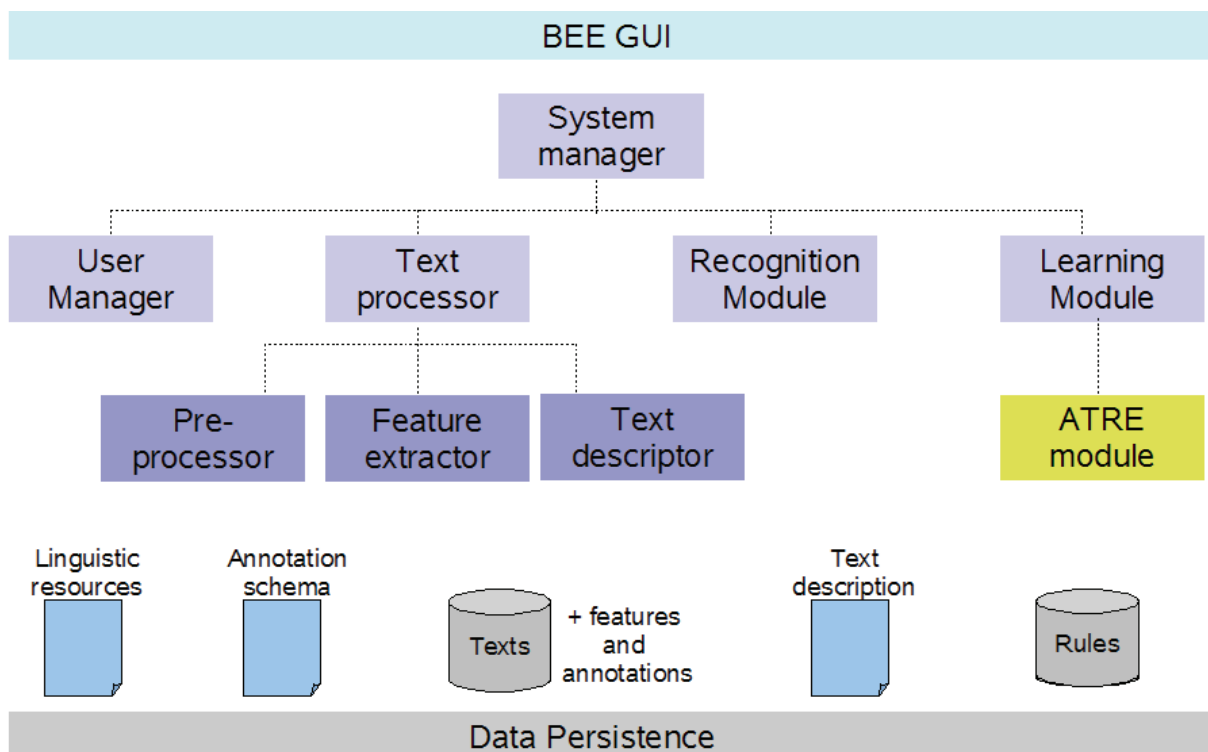 BEE GUI
System
manager
User
Manager
Text
processor
Recognition
Module
Learning
Module
Pre-
processor
Feature
extractor
Text
descriptor
ATRE
module
Linguistic
resources
Annotation
schema
Texts
+ features
and
annotations
Text
description
Rules
Data Persistence